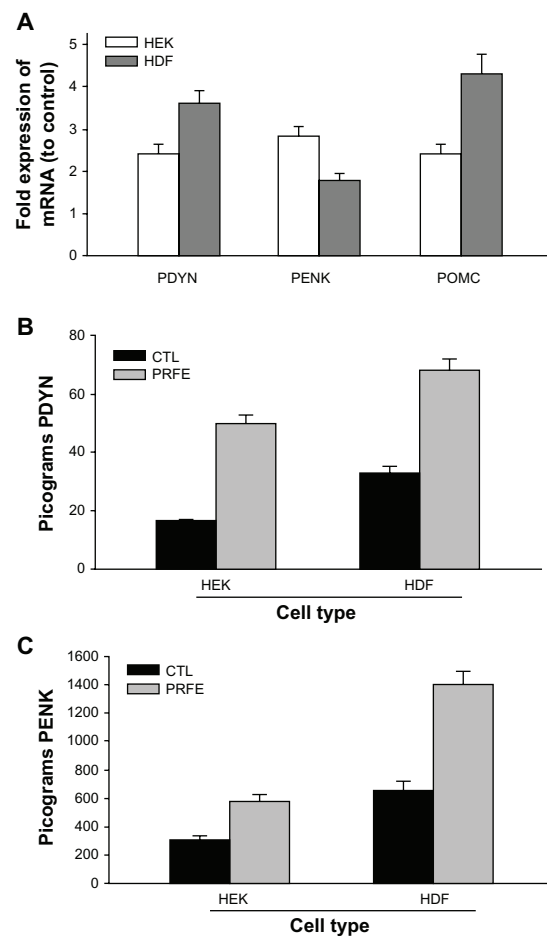 A
HEK
HDF
Fold expression of
mRNA (to control)
5
4
3
2
1
0
PDYN PENK POMC
B
CTL
PRFE
Picograms PDYN
80
60
40
20
0
HEK HDF
Cell type
C
CTL
PRFE
Picograms PENK
1600
1400
1200
1000
800
600
400
200
0
HEK HDF
Cell type